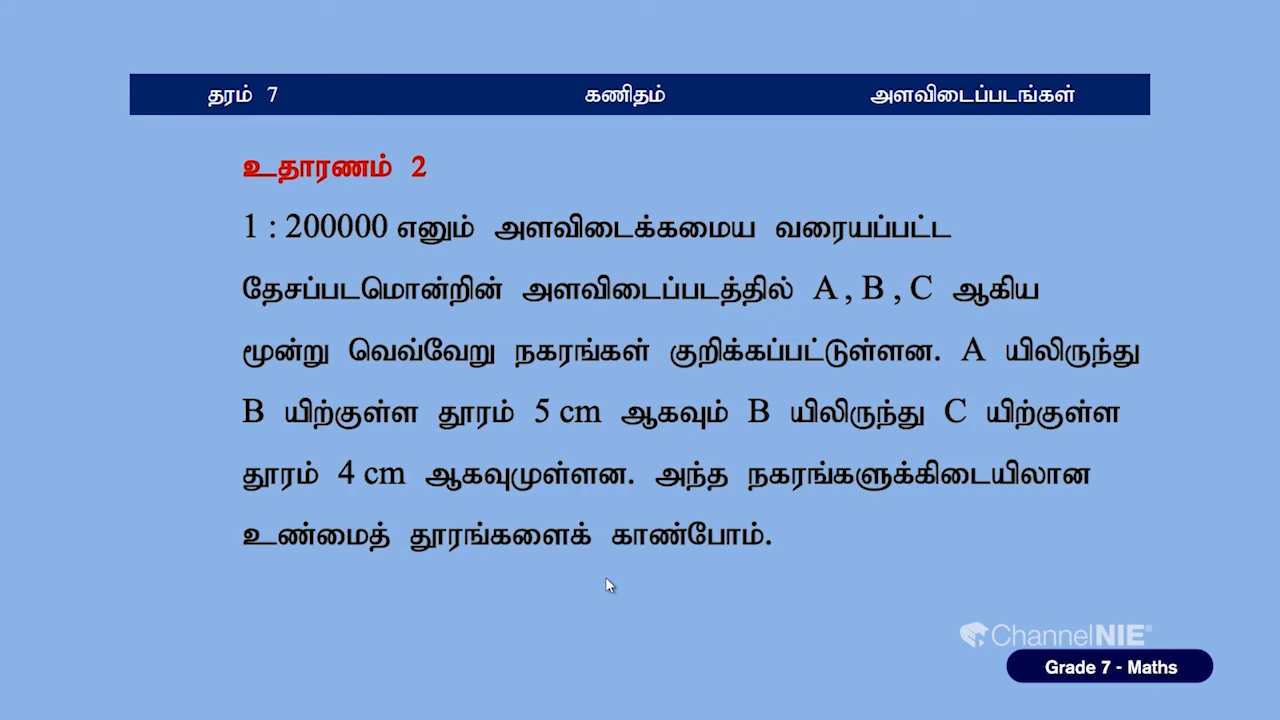 தரம் 7 கணிதம் அளவிடைப்படங்கள்
உதாரணம் 2
1 : 200000 எனும் அளவிடைக்கமைய வரையப்பட்ட
தேசப்படமொன்றின் அளவிடைப்படத்தில் A , B , C ஆகிய
மூன்று வெவ்வேறு நகரங்கள் குறிக்கப்பட்டுள்ளன. A யிலிருந்து
B யிற்குள்ள தூரம் 5 cm ஆகவும் B யிலிருந்து C யிற்குள்ள
தூரம் 4 cm ஆகவுமுள்ளன. அந்த நகரங்களுக்கிடையிலான
உண்மைத் தூரங்களைக் காண்போம்.
ChannelNIE®
Grade 7 - Maths